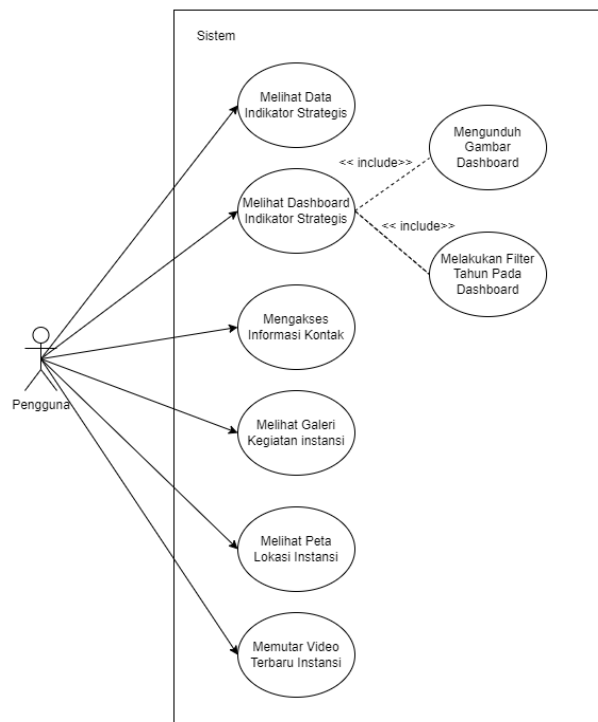 Sistem
Melihat Data
Indikator Strategis
Mengunduh
Gambar
Dashboard
<< include>>
Melihat Dashboard
Indikator Strategis
<< include>>
Melakukan Filter
Tahun Pada
Dashboard
Mengakses
Informasi Kontak
Pengguna
Melihat Galeri
Kegiatan instansi
Melihat Peta
Lokasi Instansi
Memutar Video
Terbaru Instansi